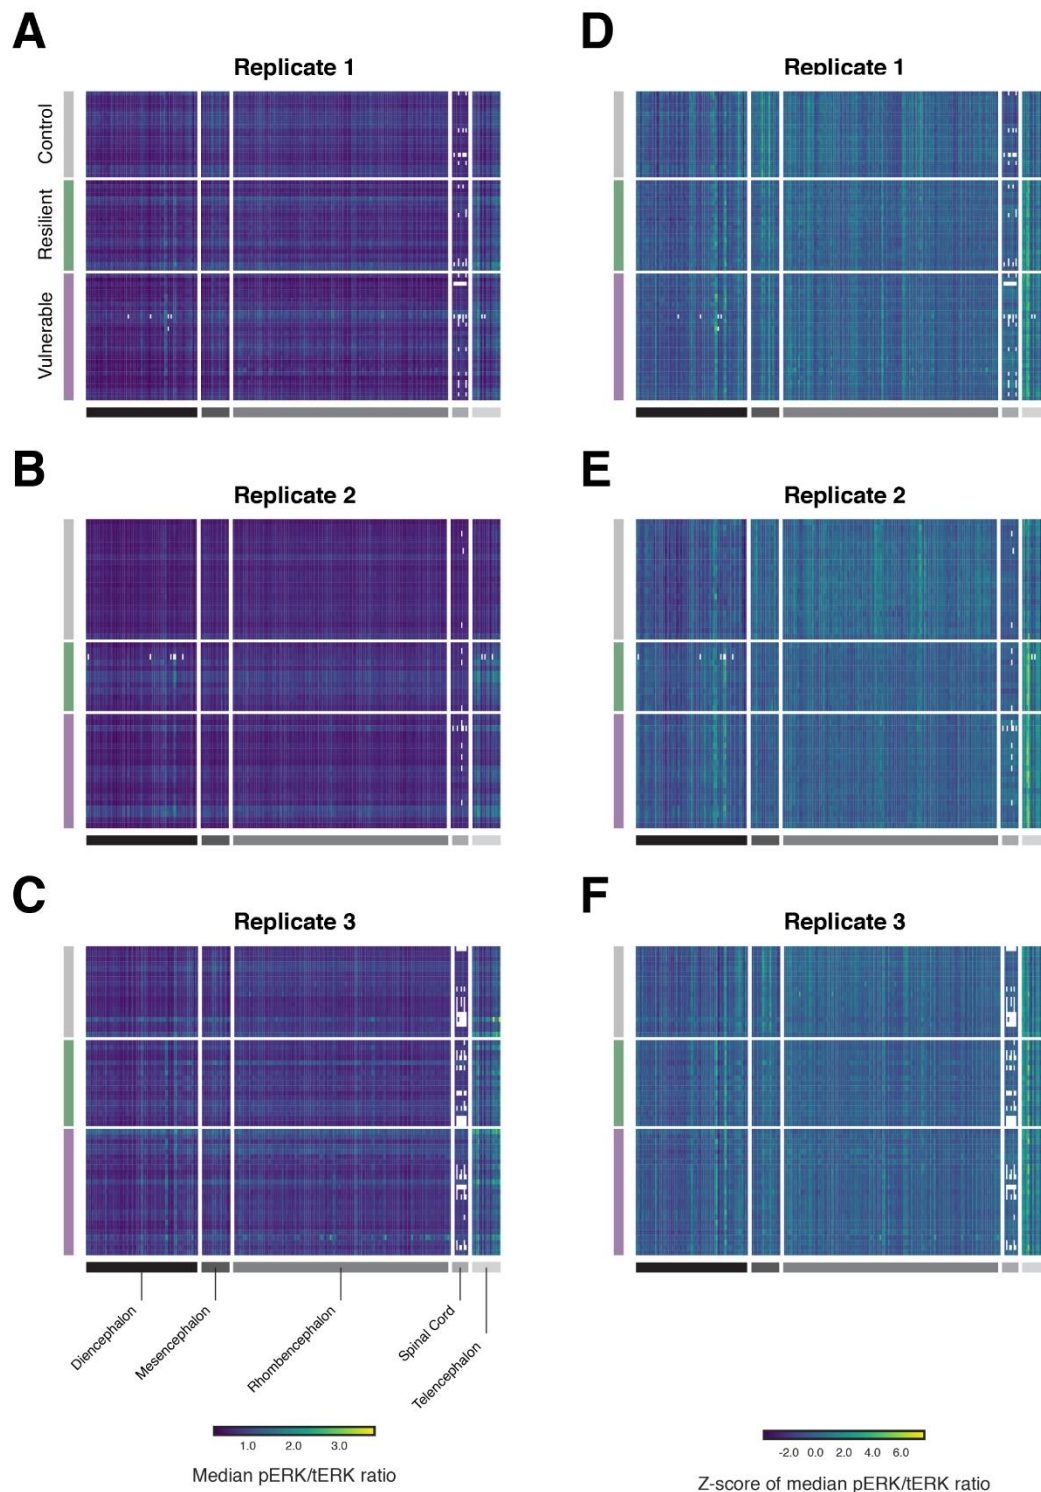 A
Replicate 1
Control
Resilient
Vulnerable
B
Replicate 2
C
Replicate 3
Diencephalon
Mesencephalon
Rhombencephalon
Spinal Cord
Telencephalon
1.0 2.0 3.0
Median pERK/tERK ratio
D
Replicate 1
E
Replicate 2
F
Replicate 3
-2.0 0.0 2.0 4.0 6.0
Z-score of median pERK/tERK ratio